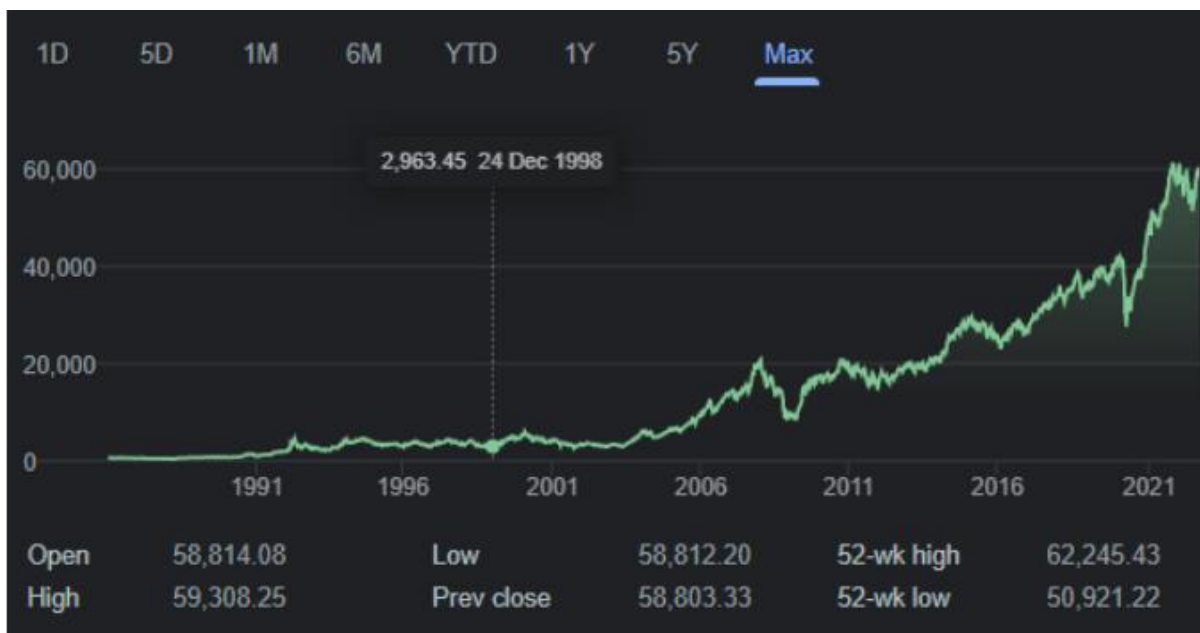 1D 5D 1M 6M YTD 1Y 5Y Max
2,963.45 24 Dec 1998
60,000
40,000
20,000
0
1991 1996 2001 2006 2011 2016 2021
Open 58,814.08 Low 58,812.20 52-wk high 62,245.43
High 59,308.25 Prev close 58,803.33 52-wk low 50,921.22